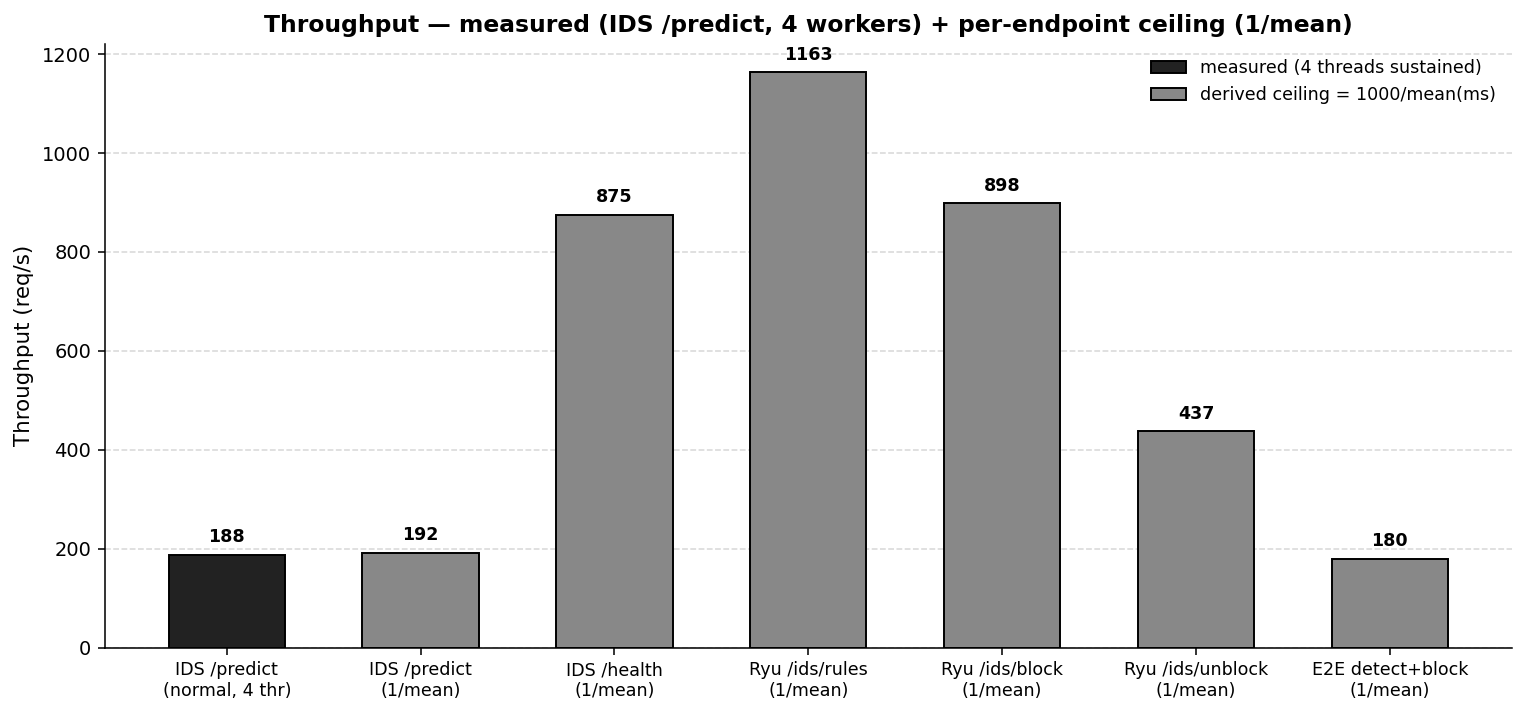 Throughput — measured (IDS /predict, 4 workers) + per-endpoint ceiling (1/mean)
measured (4 threads sustained)
derived ceiling = 1000/mean(ms)
Throughput (req/s)
1200
1000
800
600
400
200
0
188
192
875
1163
898
437
180
IDS /predict
(normal, 4 thr)
IDS /predict
(1/mean)
IDS /health
(1/mean)
Ryu /ids/rules
(1/mean)
Ryu /ids/block
(1/mean)
Ryu /ids/unblock
(1/mean)
E2E detect+block
(1/mean)